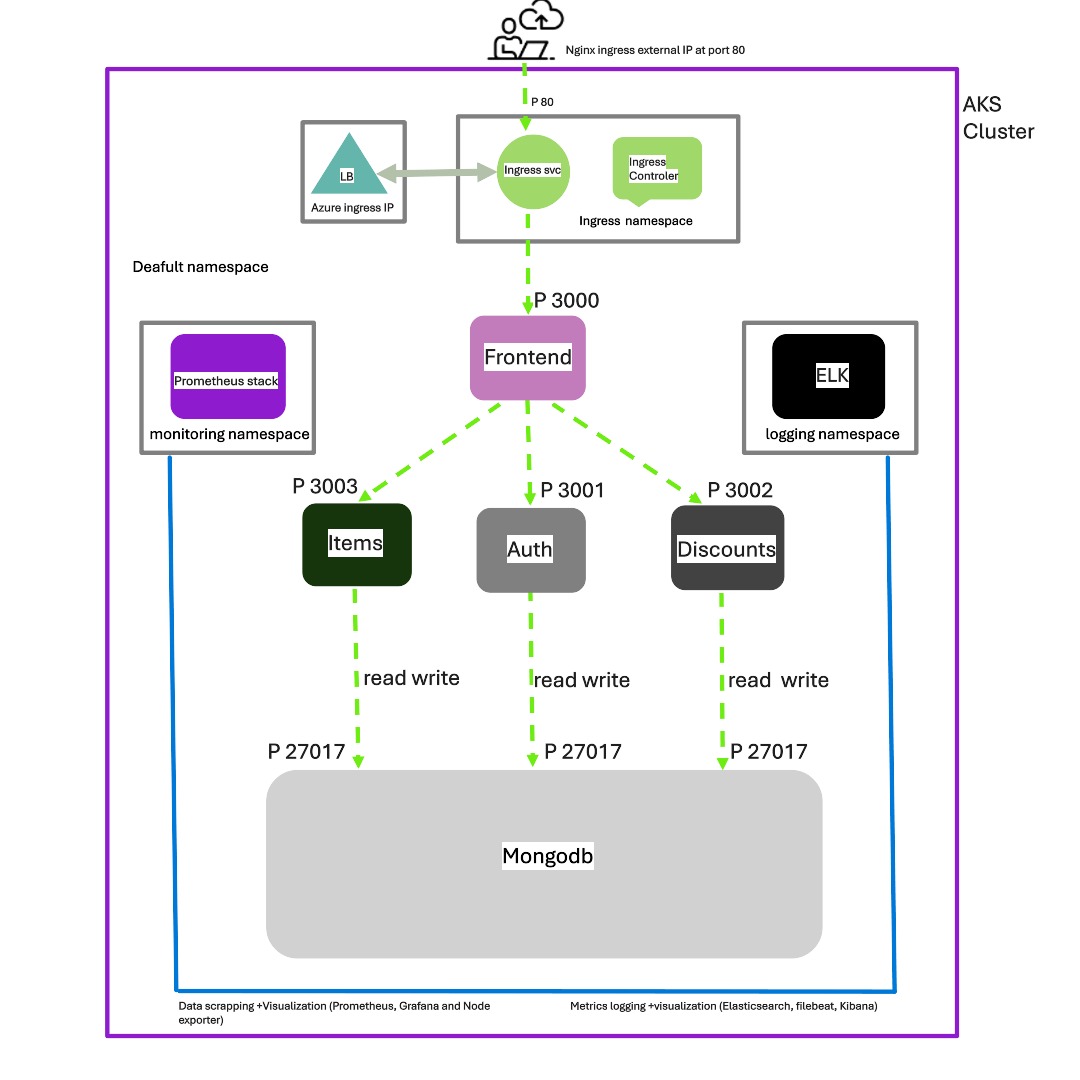 Nginx ingress external IP at port 80
AKS
Cluster
P 80
Ingress svc
Ingress
Controler
LB
Azure ingress IP
Ingress namespace
Deafult namespace
P 3000
Frontend
Prometheus stack
monitoring namespace
ELK
logging namespace
P 3003
P 3001
P 3002
Items
Auth
Discounts
read write
read write
read write
P 27017
P 27017
P 27017
Mongodb
Data scrapping +Visualization (Prometheus, Grafana and Node
exporter)
Metrics logging +visualization (Elasticsearch, filebeat, Kibana)